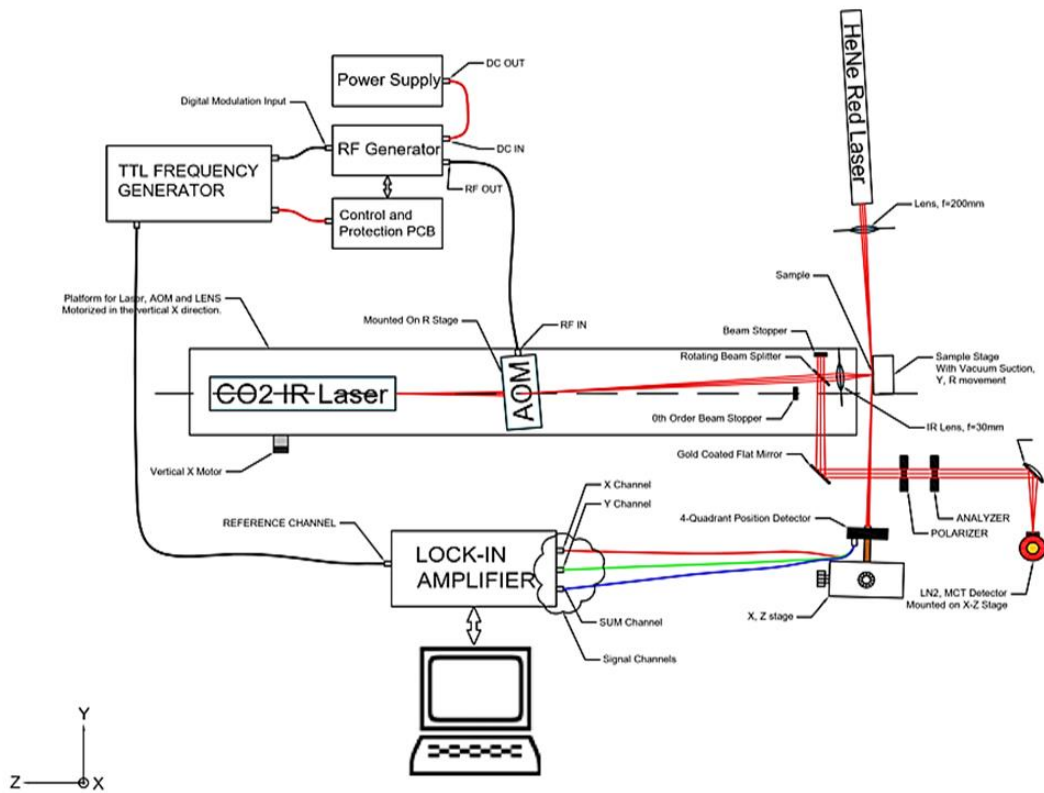 HeNe Red Laser
DC OUT
Power Supply
Digital Modulation Input
RF Generator
DC IN
RF OUT
TTL FREQUENCY
GENERATOR
Control and
Protection PCB
Lens, f=200mm
Sample
Platform for Laser, AOM and LENS
Motorized in the vertical X direction.
Mounted On R Stage
RF IN
Beam Stopper
Rotating Beam Splitter
Sample Stage
With Vacuum Suction,
Y, R movement
CO2 IR Laser
AOM
0th Order Beam Stopper
IR Lens, f=30mm
Vertical X Motor
Gold Coated Flat Mirror
X Channel
Y Channel
REFERENCE CHANNEL
4-Quadrant Position Detector
ANALYZER
POLARIZER
LOCK-IN
AMPLIFIER
LN2, MCT Detector
Mounted on X-Z Stage
X, Z stage
SUM Channel
Signal Channels
Y
Z
X